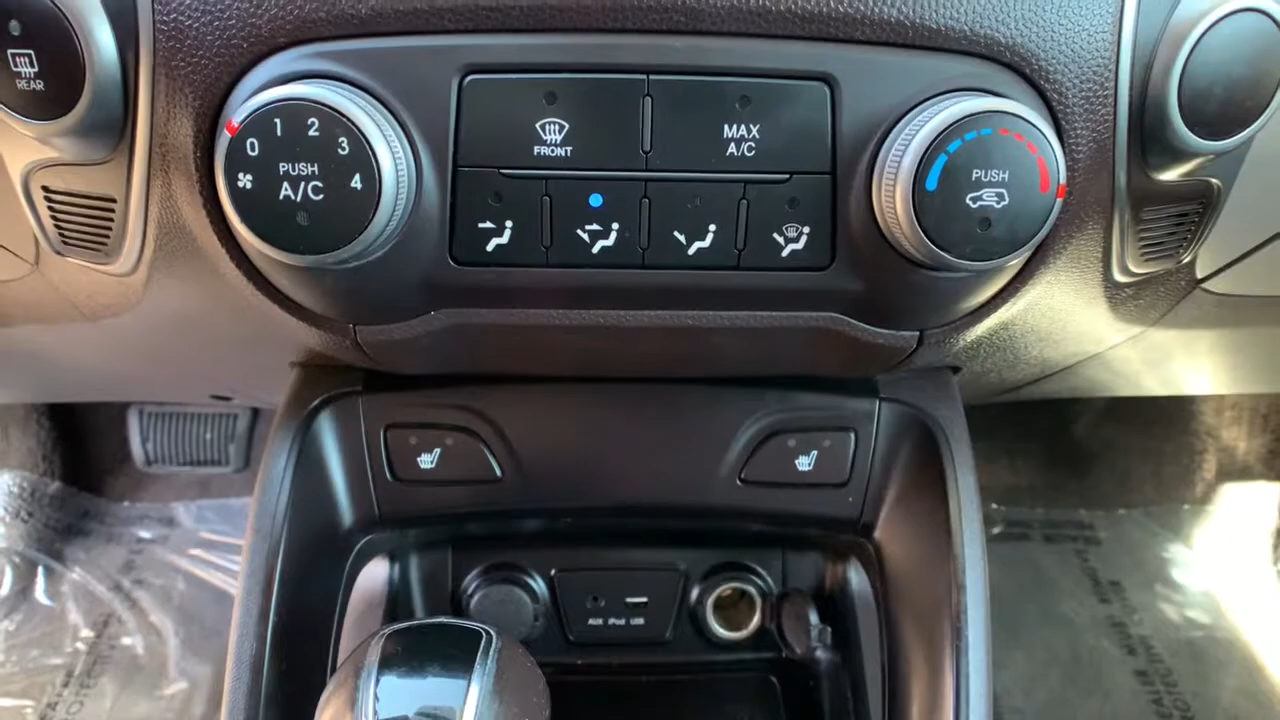 REAR
0 1 2 3 4
PUSH
A/C
FRONT
MAX
A/C
PUSH
AUX iPod USB